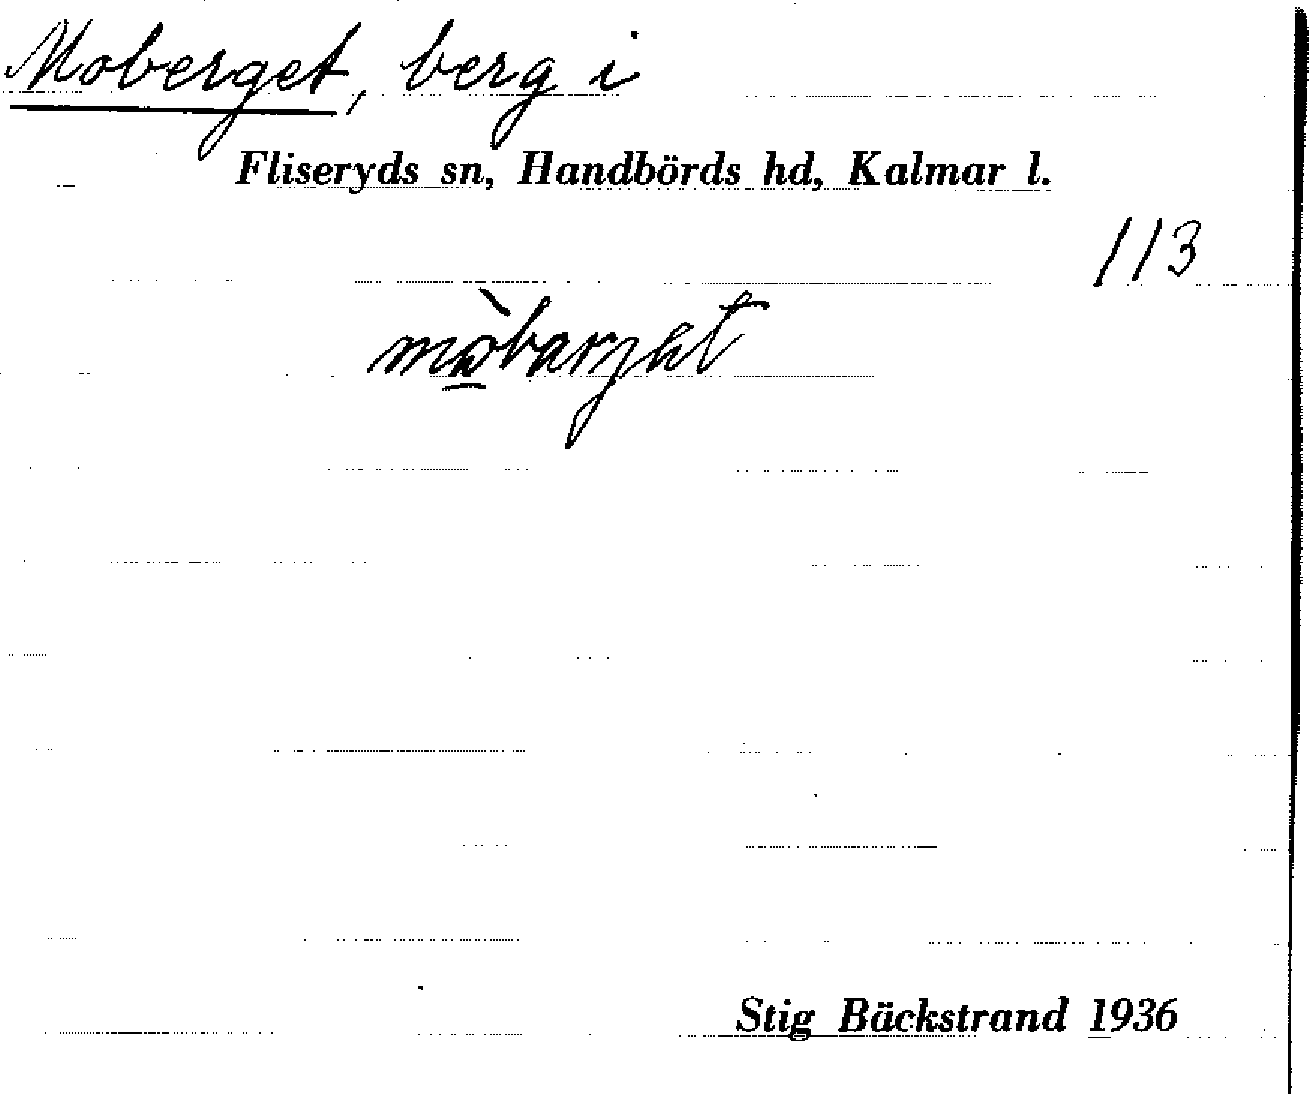 Moberget, berg i
Fliseryds sn, Handbörds hd, Kalmar l.
113
Stig Bäckstrand 1936